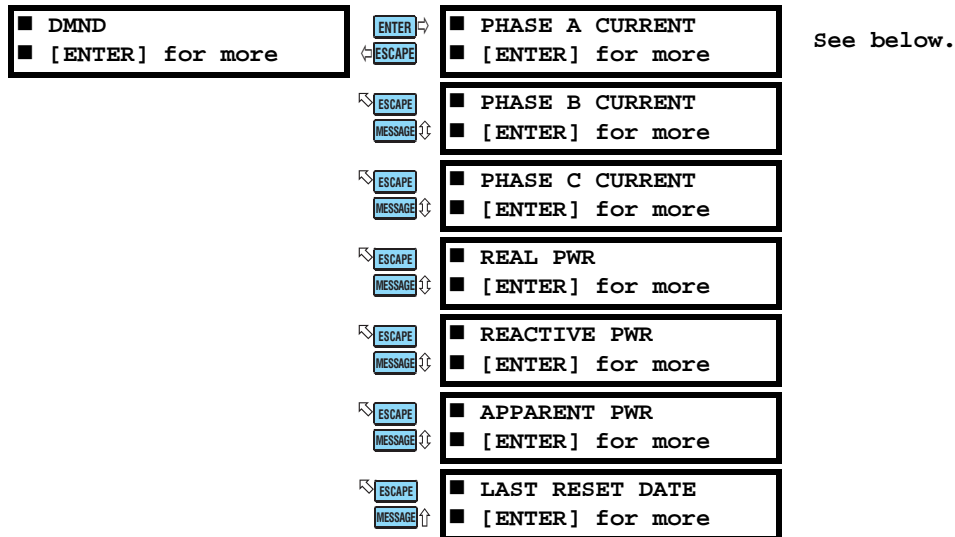 ■ DMND
■ [ENTER] for more
ENTER ⇨
⇦ ESCAPE
■ PHASE A CURRENT
■ [ENTER] for more
See below.
ESCAPE
MESSAGE
■ PHASE B CURRENT
■ [ENTER] for more
ESCAPE
MESSAGE
■ PHASE C CURRENT
■ [ENTER] for more
ESCAPE
MESSAGE
■ REAL PWR
■ [ENTER] for more
ESCAPE
MESSAGE
■ REACTIVE PWR
■ [ENTER] for more
ESCAPE
MESSAGE
■ APPARENT PWR
■ [ENTER] for more
ESCAPE
MESSAGE
■ LAST RESET DATE
■ [ENTER] for more